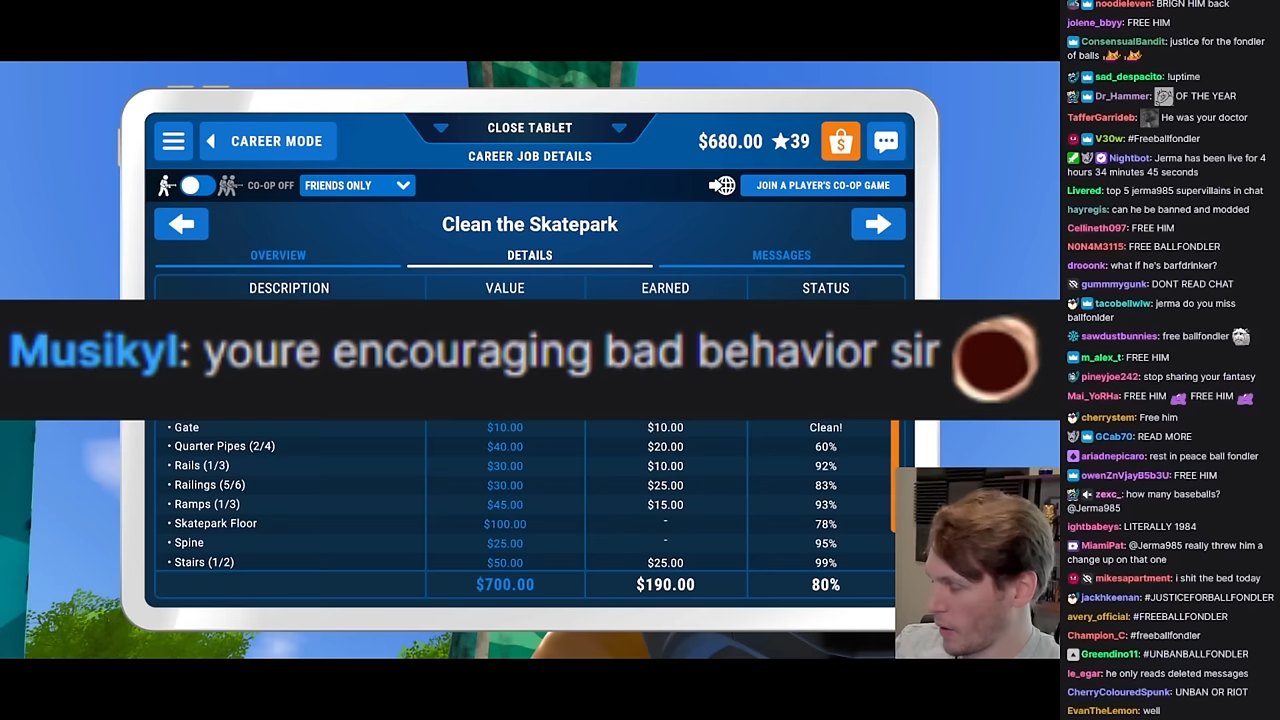 CLOSE TABLET
CAREER MODE
CAREER JOB DETAILS
$680.00 ★39
CO-OP OFF
FRIENDS ONLY
JOIN A PLAYER'S CO-OP GAME
Clean the Skatepark
OVERVIEW
DETAILS
MESSAGES
DESCRIPTION VALUE EARNED STATUS
Musikyl: youre encouraging bad behavior sir
• Gate $10.00 $10.00 Clean!
• Quarter Pipes (2/4) $40.00 $20.00 60%
• Rails (1/3) $30.00 $10.00 92%
• Railings (5/6) $30.00 $25.00 83%
• Ramps (1/3) $45.00 $15.00 93%
• Skatepark Floor $100.00 - 78%
• Spine $25.00 - 95%
• Stairs (1/2) $50.00 $25.00 99%
$700.00 $190.00 80%
noodieleven: BRIGN HIM back
jolene_bbyy: FREE HIM
ConsensualBandit: justice for the fondler
of balls
sad_despacito: !uptime
Dr_Hammer: OF THE YEAR
TafferGarrideb: He was your doctor
V30w: #Freeballfondler
Nightbot: Jerma has been live for 4
hours 34 minutes 45 seconds
Livered: top 5 jerma985 supervillains in chat
hayregis: can he be banned and modded
Cellineth097: FREE HIM
N0N4M3115: FREE BALLFONDLER
drooonk: what if he's barfdrinker?
gummmygunk: DONT READ CHAT
tacobellwlw: jerma do you miss
ballfonlder
sawdustbunnies: free ballfondler
m_alex_t: FREE HIM
pineyjoe242: stop sharing your fantasy
Mai_YoRHa: FREE HIM FREE HIM
cherrystem: Free him
GCab70: READ MORE
ariadnepicaro: rest in peace ball fondler
owenZnVjayB5b3U: FREE HIM
zexc_: how many baseballs?
@Jerma985
ightbabeys: LITERALLY 1984
MiamiPat: @Jerma985 really threw him a
change up on that one
mikesapartment: i shit the bed today
jackhkeenan: #JUSTICEFORBALLFONDLER
avery_official: #FREEBALLFONDLER
Champion_C: #freeballfondler
Greendino11: #UNBANBALLFONDLER
le_egar: he only reads deleted messages
CherryColouredSpunk: UNBAN OR RIOT
EvanTheLemon: well